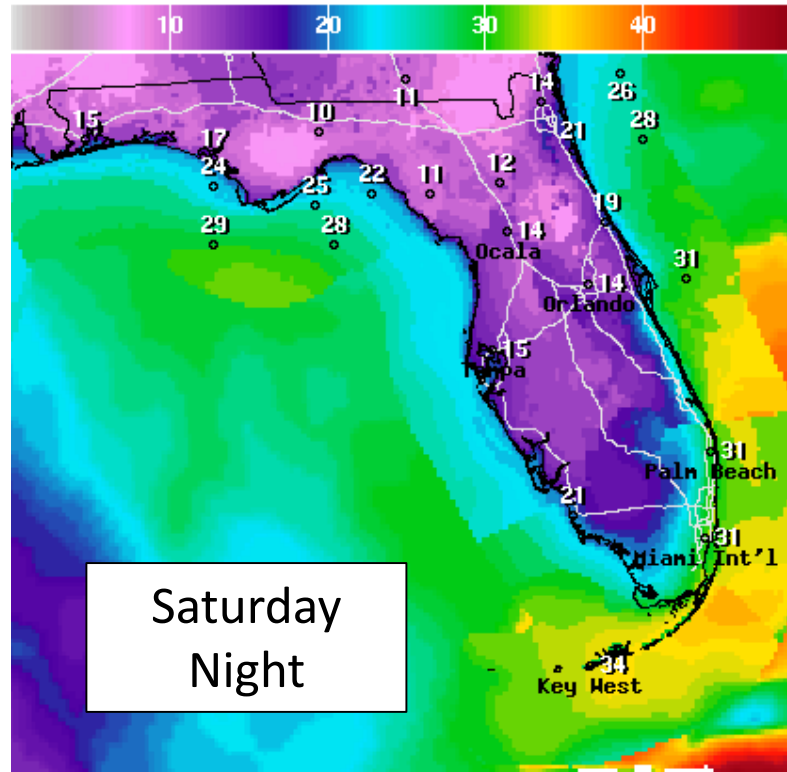 10 20 30 40
14
11
26
15
10
28
17
21
24
12
22
11
25
19
29
28
14
Ocala
31
14
Orlando
15
Tampa
31
Palm Beach
21
31
Miami Int'l
Saturday
Night
34
Key West